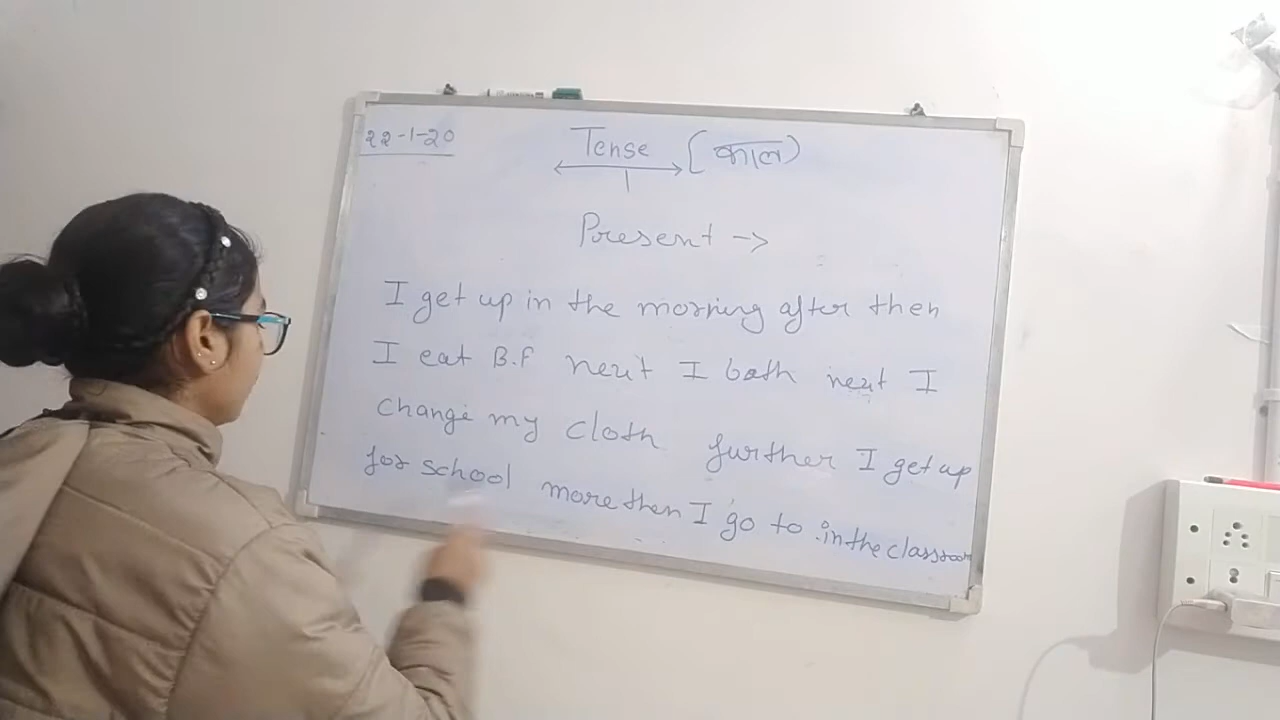 22-1-20
Tense (काल)
Present ->
I get up in the morning after then
I eat B.F next I bath next I
change my cloth further I get up
for school more then I go to in the classroom